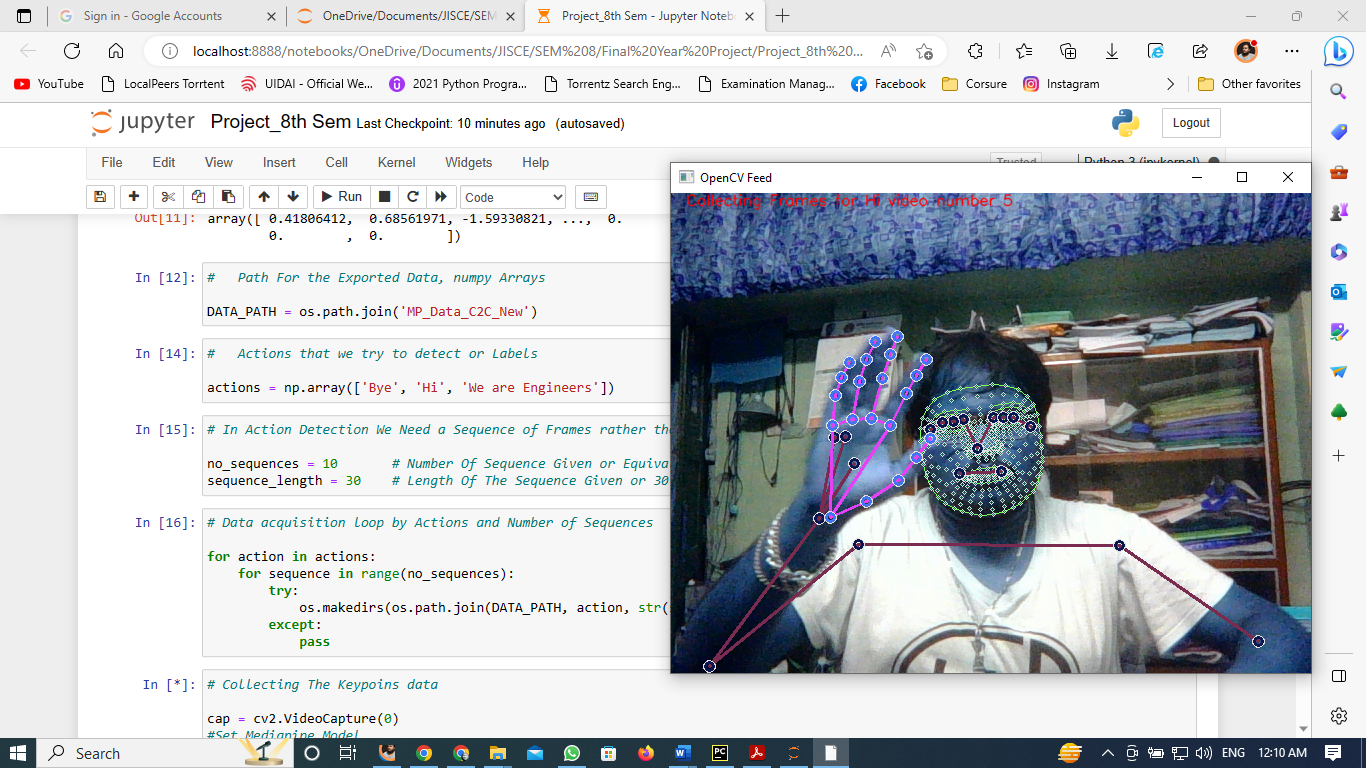 Sign in - Google Accounts
OneDrive/Documents/JISCE/SEM
Project_8th Sem - Jupyter Noteb
localhost:8888/notebooks/OneDrive/Documents/JISCE/SEM%208/Final%20Year%20Project/Project_8th%20...
YouTube
LocalPeers Torrtent
UIDAI - Official We...
2021 Python Progra...
Torrentz Search Eng...
Examination Manag...
Facebook
Corsure
Instagram
Other favorites
jupyter Project_8th Sem Last Checkpoint: 10 minutes ago (autosaved)
Logout
File Edit View Insert Cell Kernel Widgets Help
Trusted
Python 3 (ipykernel)
Run
Code
OpenCV Feed
Collecting Frames for Hi video number 5
Out[11]: array([ 0.41806412, 0.68561971, -1.59330821, ..., 0.
0. , 0. ])
In [12]: # Path For the Exported Data, numpy Arrays
DATA_PATH = os.path.join('MP_Data_C2C_New')
In [14]: # Actions that we try to detect or Labels
actions = np.array(['Bye', 'Hi', 'We are Engineers'])
In [15]: # In Action Detection We Need a Sequence of Frames rather
no_sequences = 10 # Number Of Sequence Given or Equiva
sequence_length = 30 # Length Of The Sequence Given or 30
In [16]: # Data acquisition loop by Actions and Number of Sequences
for action in actions:
for sequence in range(no_sequences):
try:
os.makedirs(os.path.join(DATA_PATH, action, str(
except:
pass
In [*]: # Collecting The Keypoins data
cap = cv2.VideoCapture(0)
#Set Mediapipe Model
Search
ENG
12:10 AM